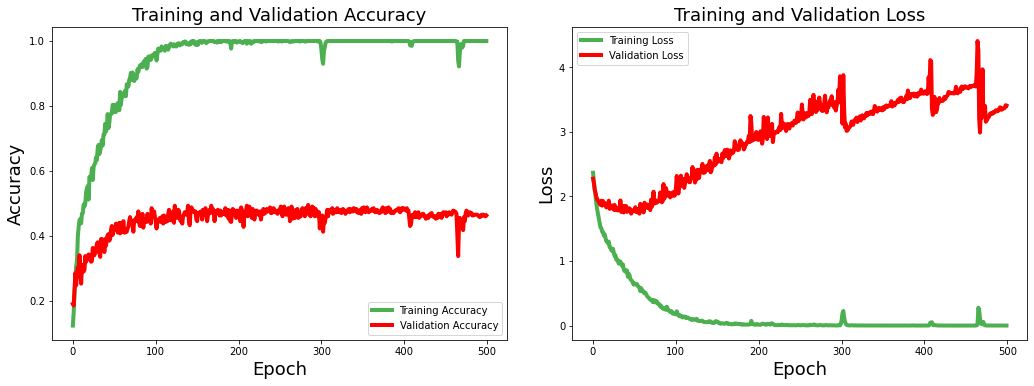 Training and Validation Accuracy
1.0
0.8
0.6
0.4
0.2
Accuracy
Training Accuracy
Validation Accuracy
0 100 200 300 400 500
Epoch
Training and Validation Loss
Training Loss
Validation Loss
4
3
2
1
0
Loss
0 100 200 300 400 500
Epoch